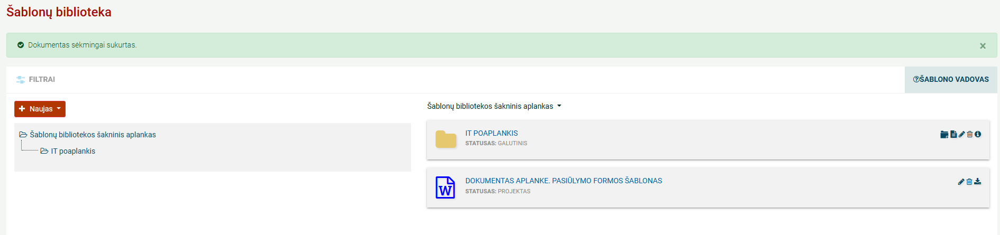 Šablonų biblioteka
Dokumentas sėkmingai sukurtas.
FILTRAI
ŠABLONO VADOVAS
Naujas
Šablonų bibliotekos šakninis aplankas
IT poaplankis
Šablonų bibliotekos šakninis aplankas
IT POAPLANKIS
STATUSAS: GALUTINIS
DOKUMENTAS APLANKE. PASIŪLYMO FORMOS ŠABLONAS
STATUSAS: PROJEKTAS